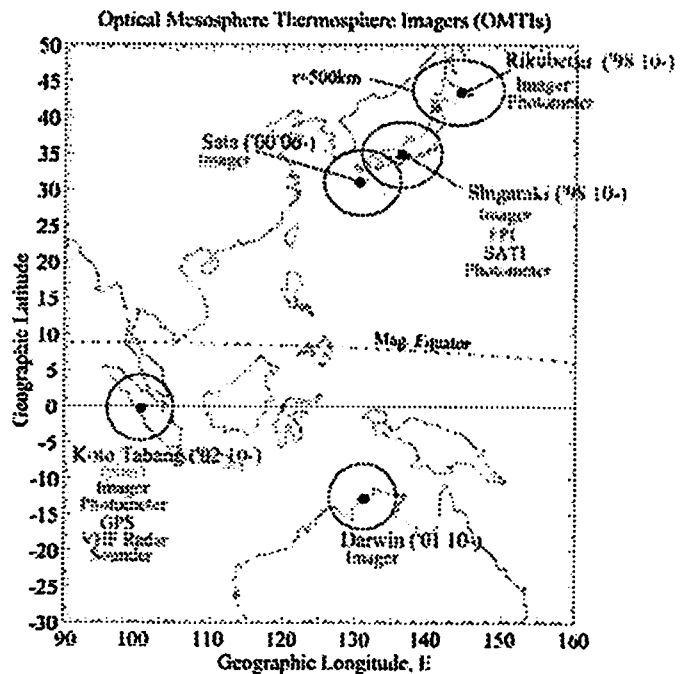 Optical Mesosphere Thermosphere Imagers (OMTIs)
Rikubetsu ('98 10-)
Imager
Photometer
r=500km
Sata ('00 06-)
Imager
Shigaraki ('98 10-)
Imager
FPI
SATI
Photometer
Mag. Equator
Koto Tabang ('02 10-)
Imager
Photometer
GPS
VHF Radar
Sounder
Darwin ('01 10-)
Imager
Geographic Latitude
50
45
40
35
30
25
20
15
10
5
0
-5
-10
-15
-20
-25
-30
90
100
110
120
130
140
150
160
Geographic Longitude, E